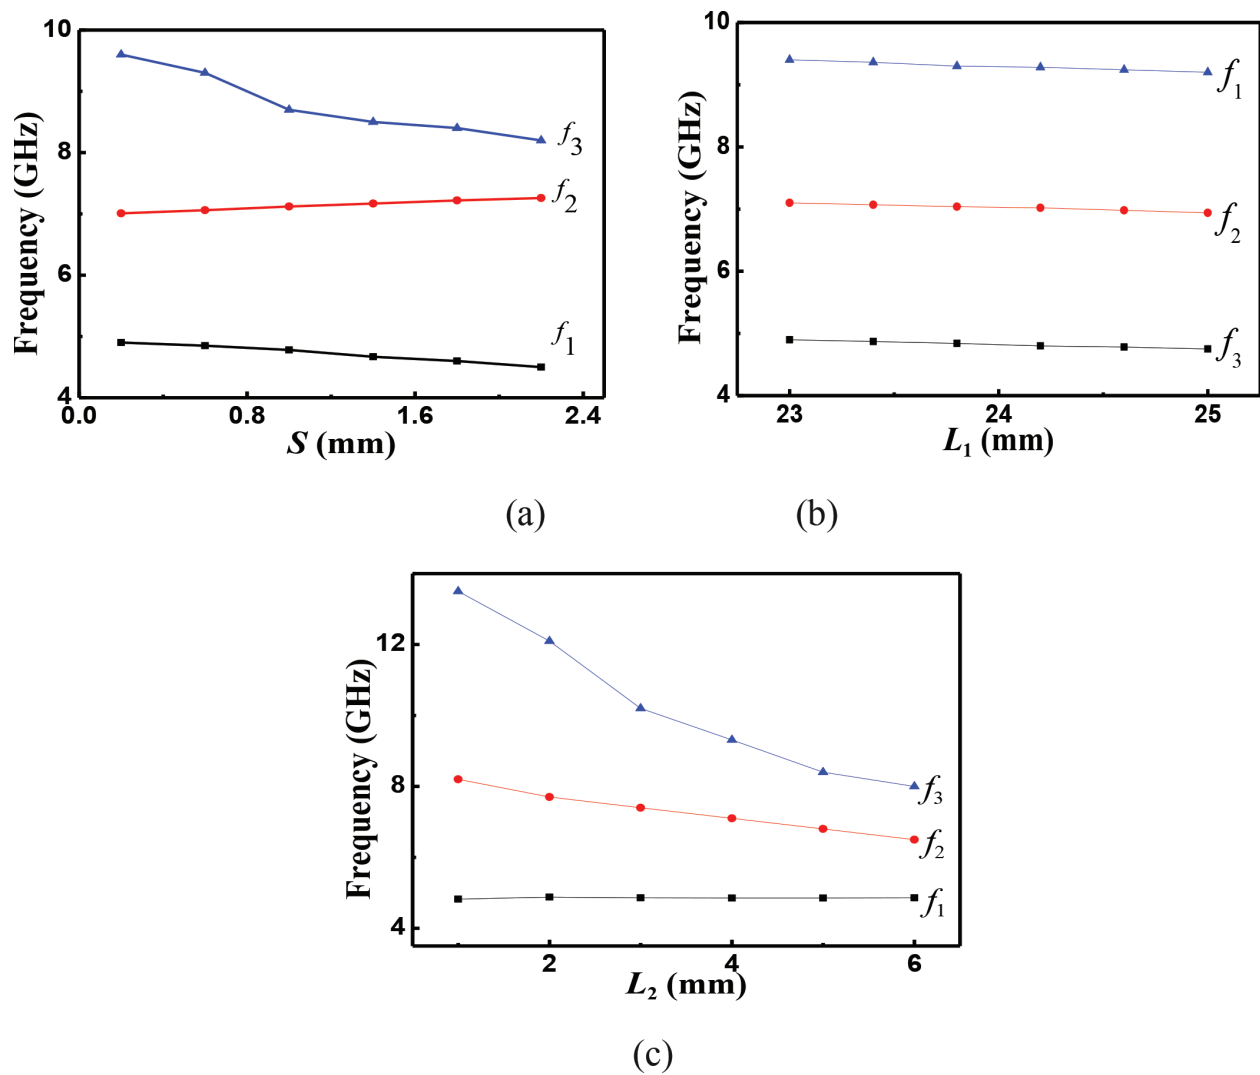 10
8
6
4
Frequency (GHz)
f3
f2
f1
0.0 0.8 1.6 2.4
S (mm)
(a)
10
8
6
4
Frequency (GHz)
f1
f2
f3
23 24 25
L1 (mm)
(b)
12
8
4
Frequency (GHz)
f3
f2
f1
2 4 6
L2 (mm)
(c)